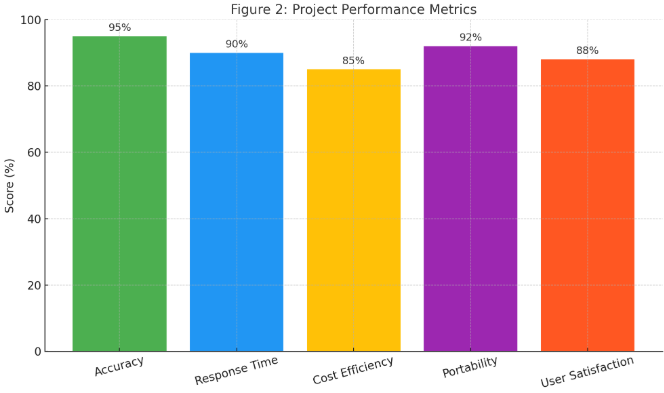 Figure 2: Project Performance Metrics
Score (%)
100
80
60
40
20
0
95%
90%
85%
92%
88%
Accuracy
Response Time
Cost Efficiency
Portability
User Satisfaction